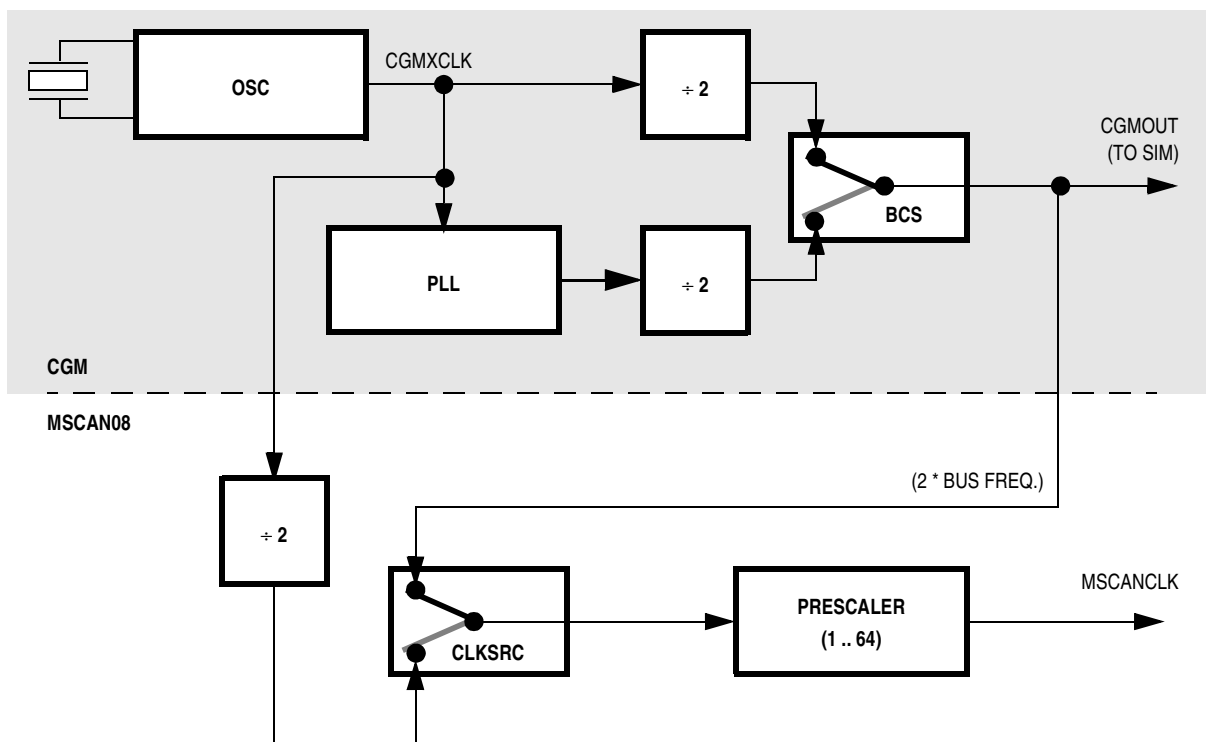 CGMXCLK
OSC
÷ 2
CGMOUT
(TO SIM)
BCS
PLL
÷ 2
CGM
MSCAN08
(2 * BUS FREQ.)
÷ 2
MSCANCLK
PRESCALER
(1 .. 64)
CLKSRC